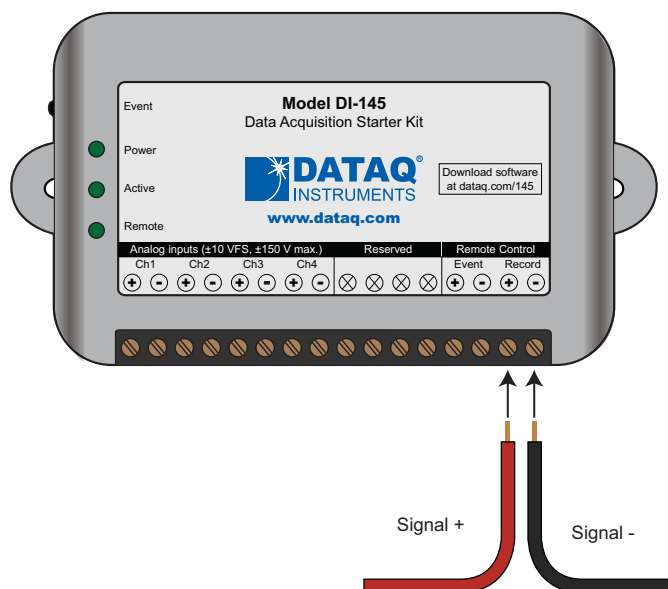 Event
Model DI-145
Data Acquisition Starter Kit
Power
Active
Remote
DATAQ®
INSTRUMENTS
www.dataq.com
Download software
at dataq.com/145
Analog inputs (±10 VFS, ±150 V max.) Reserved Remote Control
Ch1 Ch2 Ch3 Ch4 Event Record
+ - + - + - + - + - + -
Signal +
Signal -